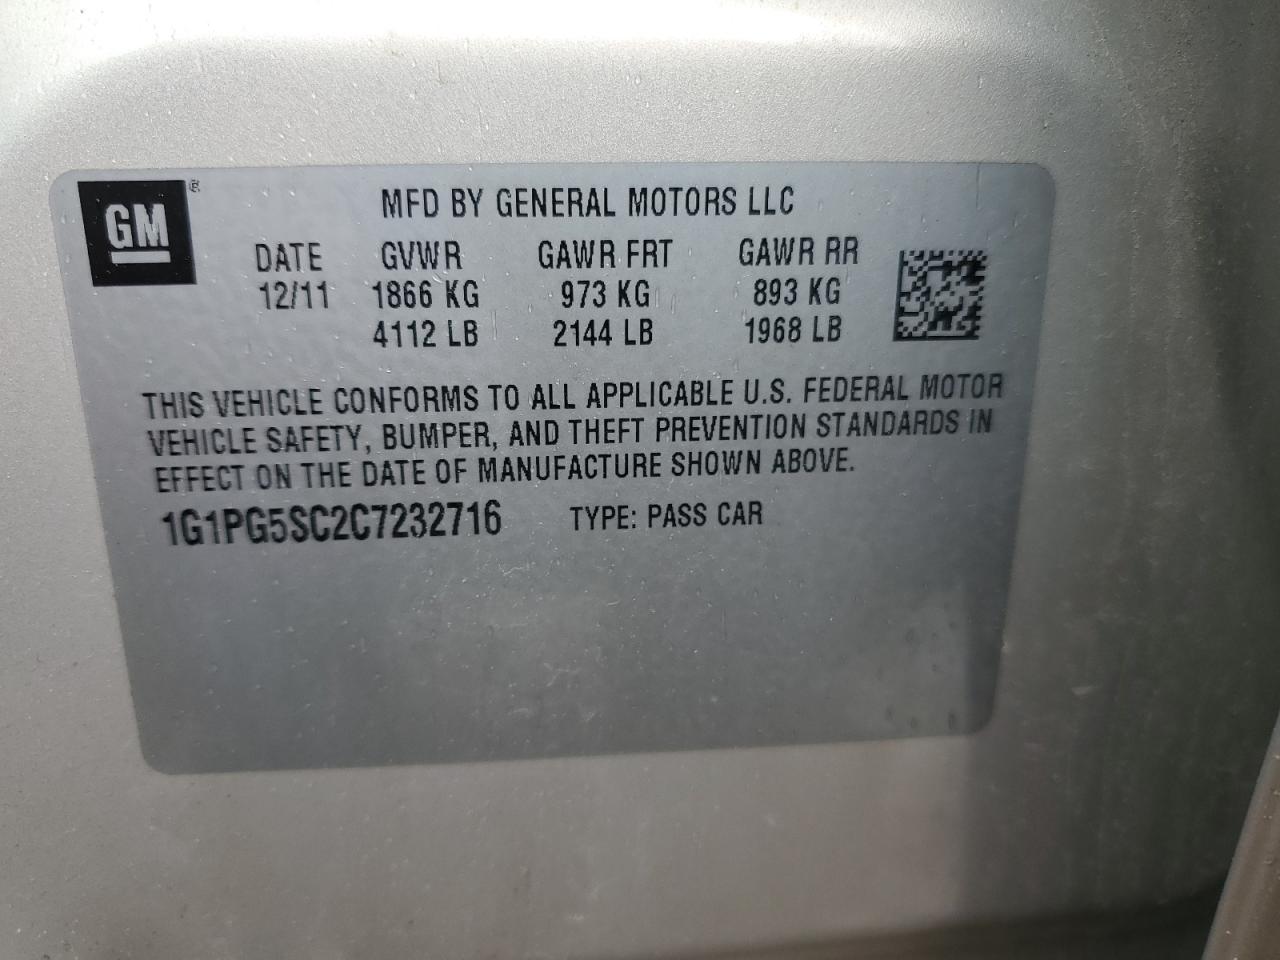 GM ®
MFD BY GENERAL MOTORS LLC
DATE GVWR GAWR FRT GAWR RR
12/11 1866 KG 973 KG 893 KG
4112 LB 2144 LB 1968 LB
THIS VEHICLE CONFORMS TO ALL APPLICABLE U.S. FEDERAL MOTOR
VEHICLE SAFETY, BUMPER, AND THEFT PREVENTION STANDARDS IN
EFFECT ON THE DATE OF MANUFACTURE SHOWN ABOVE.
1G1PG5SC2C7232716 TYPE: PASS CAR